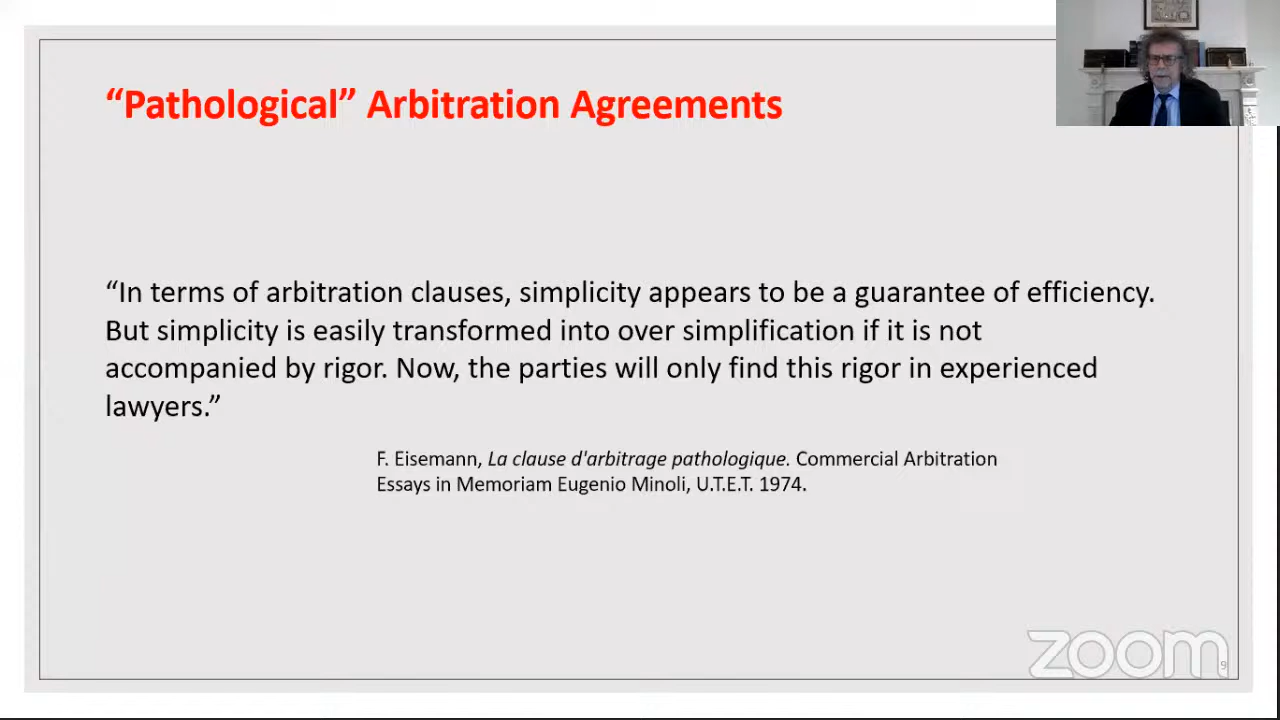 “Pathological” Arbitration Agreements
“In terms of arbitration clauses, simplicity appears to be a guarantee of efficiency.
But simplicity is easily transformed into over simplification if it is not
accompanied by rigor. Now, the parties will only find this rigor in experienced
lawyers.”
F. Eisemann, La clause d'arbitrage pathologique. Commercial Arbitration
Essays in Memoriam Eugenio Minoli, U.T.E.T. 1974.
zoom
9